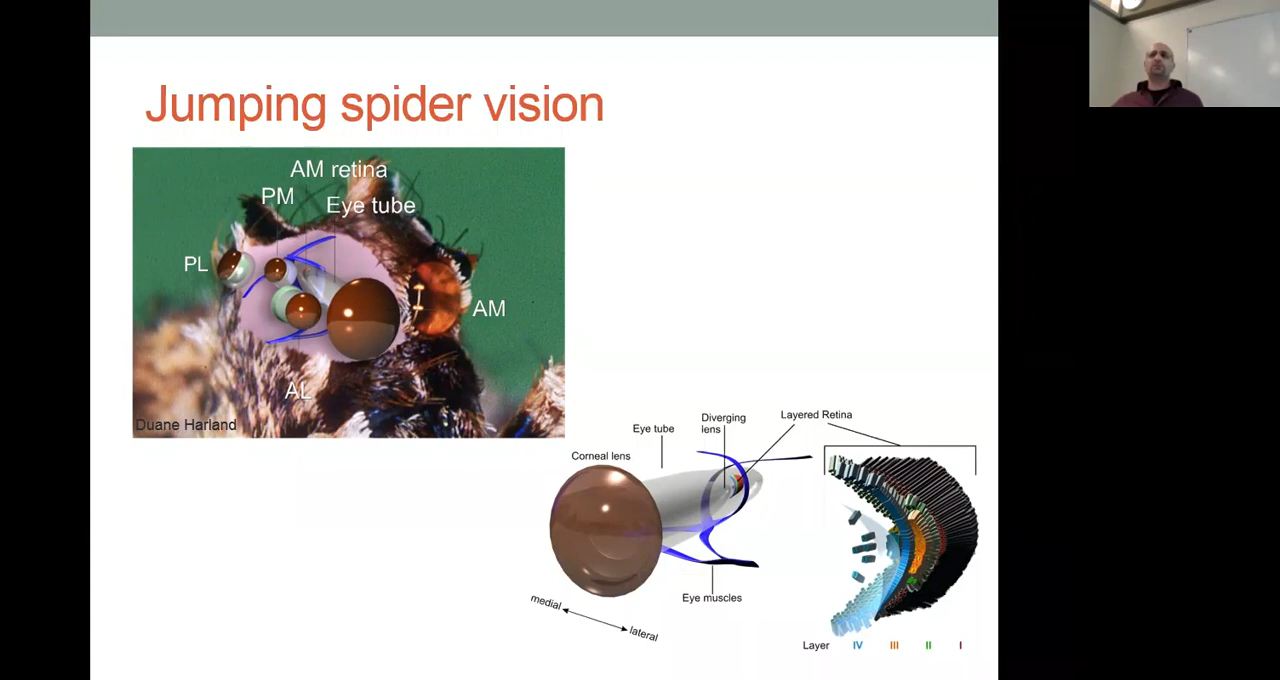 Jumping spider vision
AM retina
PM
Eye tube
PL
AM
AL
Duane Harland
Diverging
lens
Layered Retina
Eye tube
Corneal lens
Eye muscles
medial
lateral
Layer IV III II I